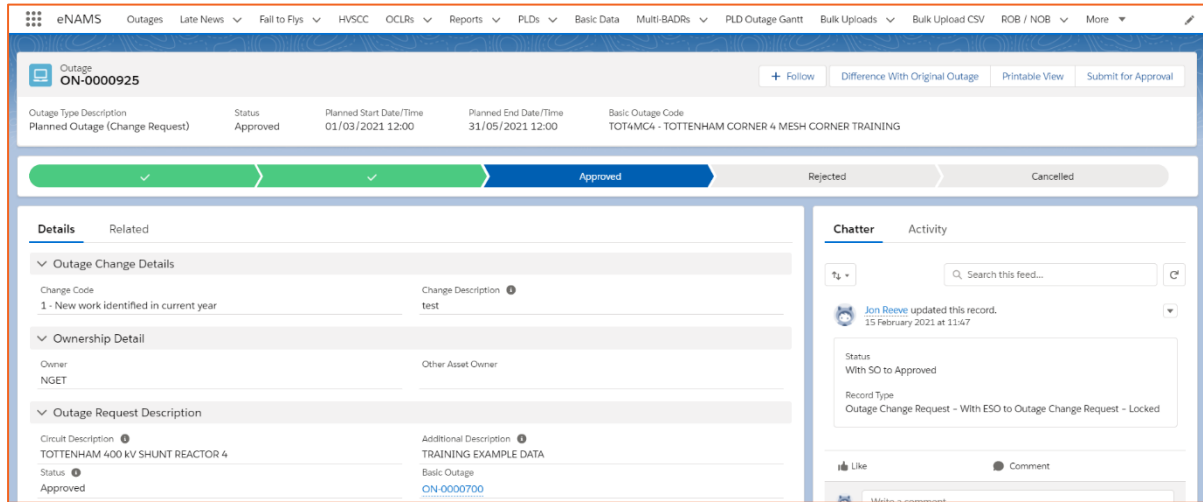 eNAMS Outages Late News Fail to Flys HVSCC OCLRs Reports PLDs Basic Data Multi-BADRs PLD Outage Gantt Bulk Uploads Bulk Upload CSV ROB / NOB More
Outage
ON-0000925
+ Follow Difference With Original Outage Printable View Submit for Approval
Outage Type Description Status Planned Start Date/Time Planned End Date/Time Basic Outage Code
Planned Outage (Change Request) Approved 01/03/2021 12:00 31/05/2021 12:00 TOT4MC4 - TOTTENHAM CORNER 4 MESH CORNER TRAINING
Approved Rejected Cancelled
Details Related
Outage Change Details
Change Code Change Description
1 - New work identified in current year test
Ownership Detail
Owner Other Asset Owner
NGET
Outage Request Description
Circuit Description Additional Description
TOTTENHAM 400 kV SHUNT REACTOR 4 TRAINING EXAMPLE DATA
Status Basic Outage
Approved ON-0000700
Chatter Activity
Search this feed...
Jon Reeve updated this record.
15 February 2021 at 11:47
Status
With SO to Approved
Record Type
Outage Change Request - With ESO to Outage Change Request - Locked
Like Comment
Write a comment